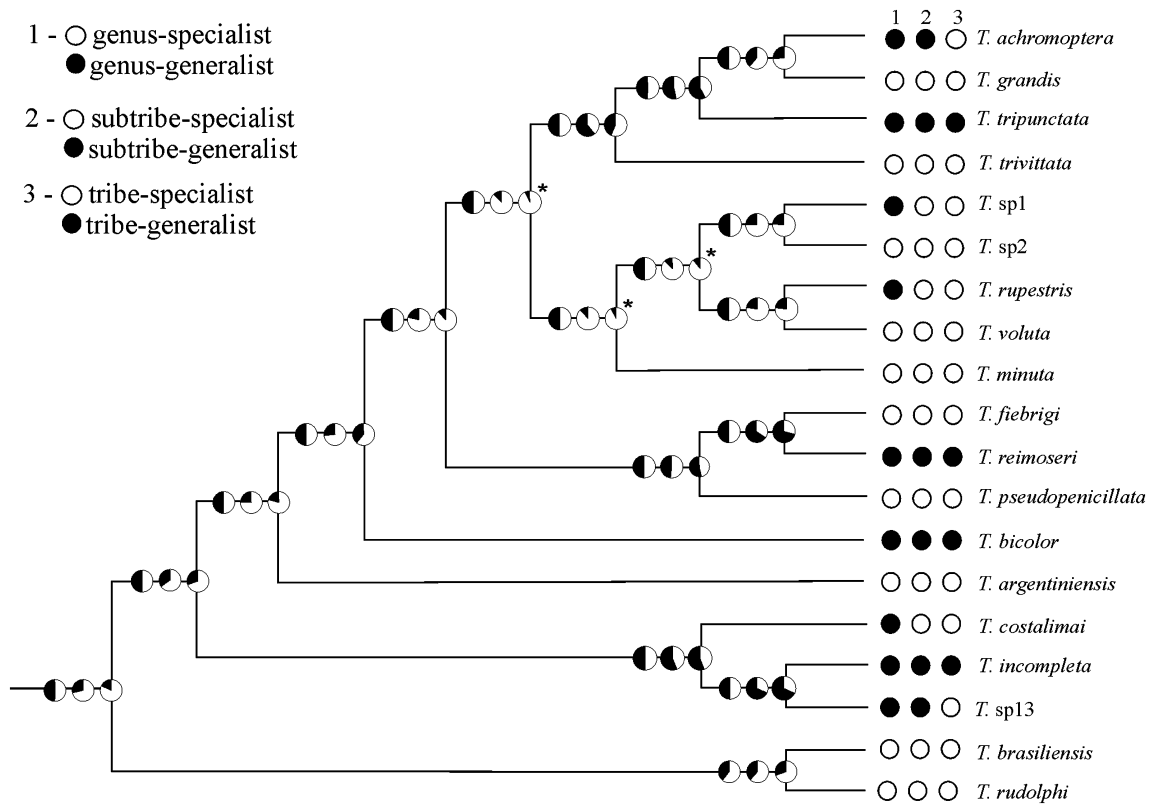 1 - genus-specialist
genus-generalist
2 - subtribe-specialist
subtribe-generalist
3 - tribe-specialist
tribe-generalist
1 2 3
T. achromoptera
T. grandis
T. tripunctata
T. trivittata
*
T. sp1
T. sp2
*
T. rupestris
*
T. voluta
T. minuta
T. fiebrigi
T. reimoseri
T. pseudopenicillata
T. bicolor
T. argentiniensis
T. costalimai
T. incompleta
T. sp13
T. brasiliensis
T. rudolphi